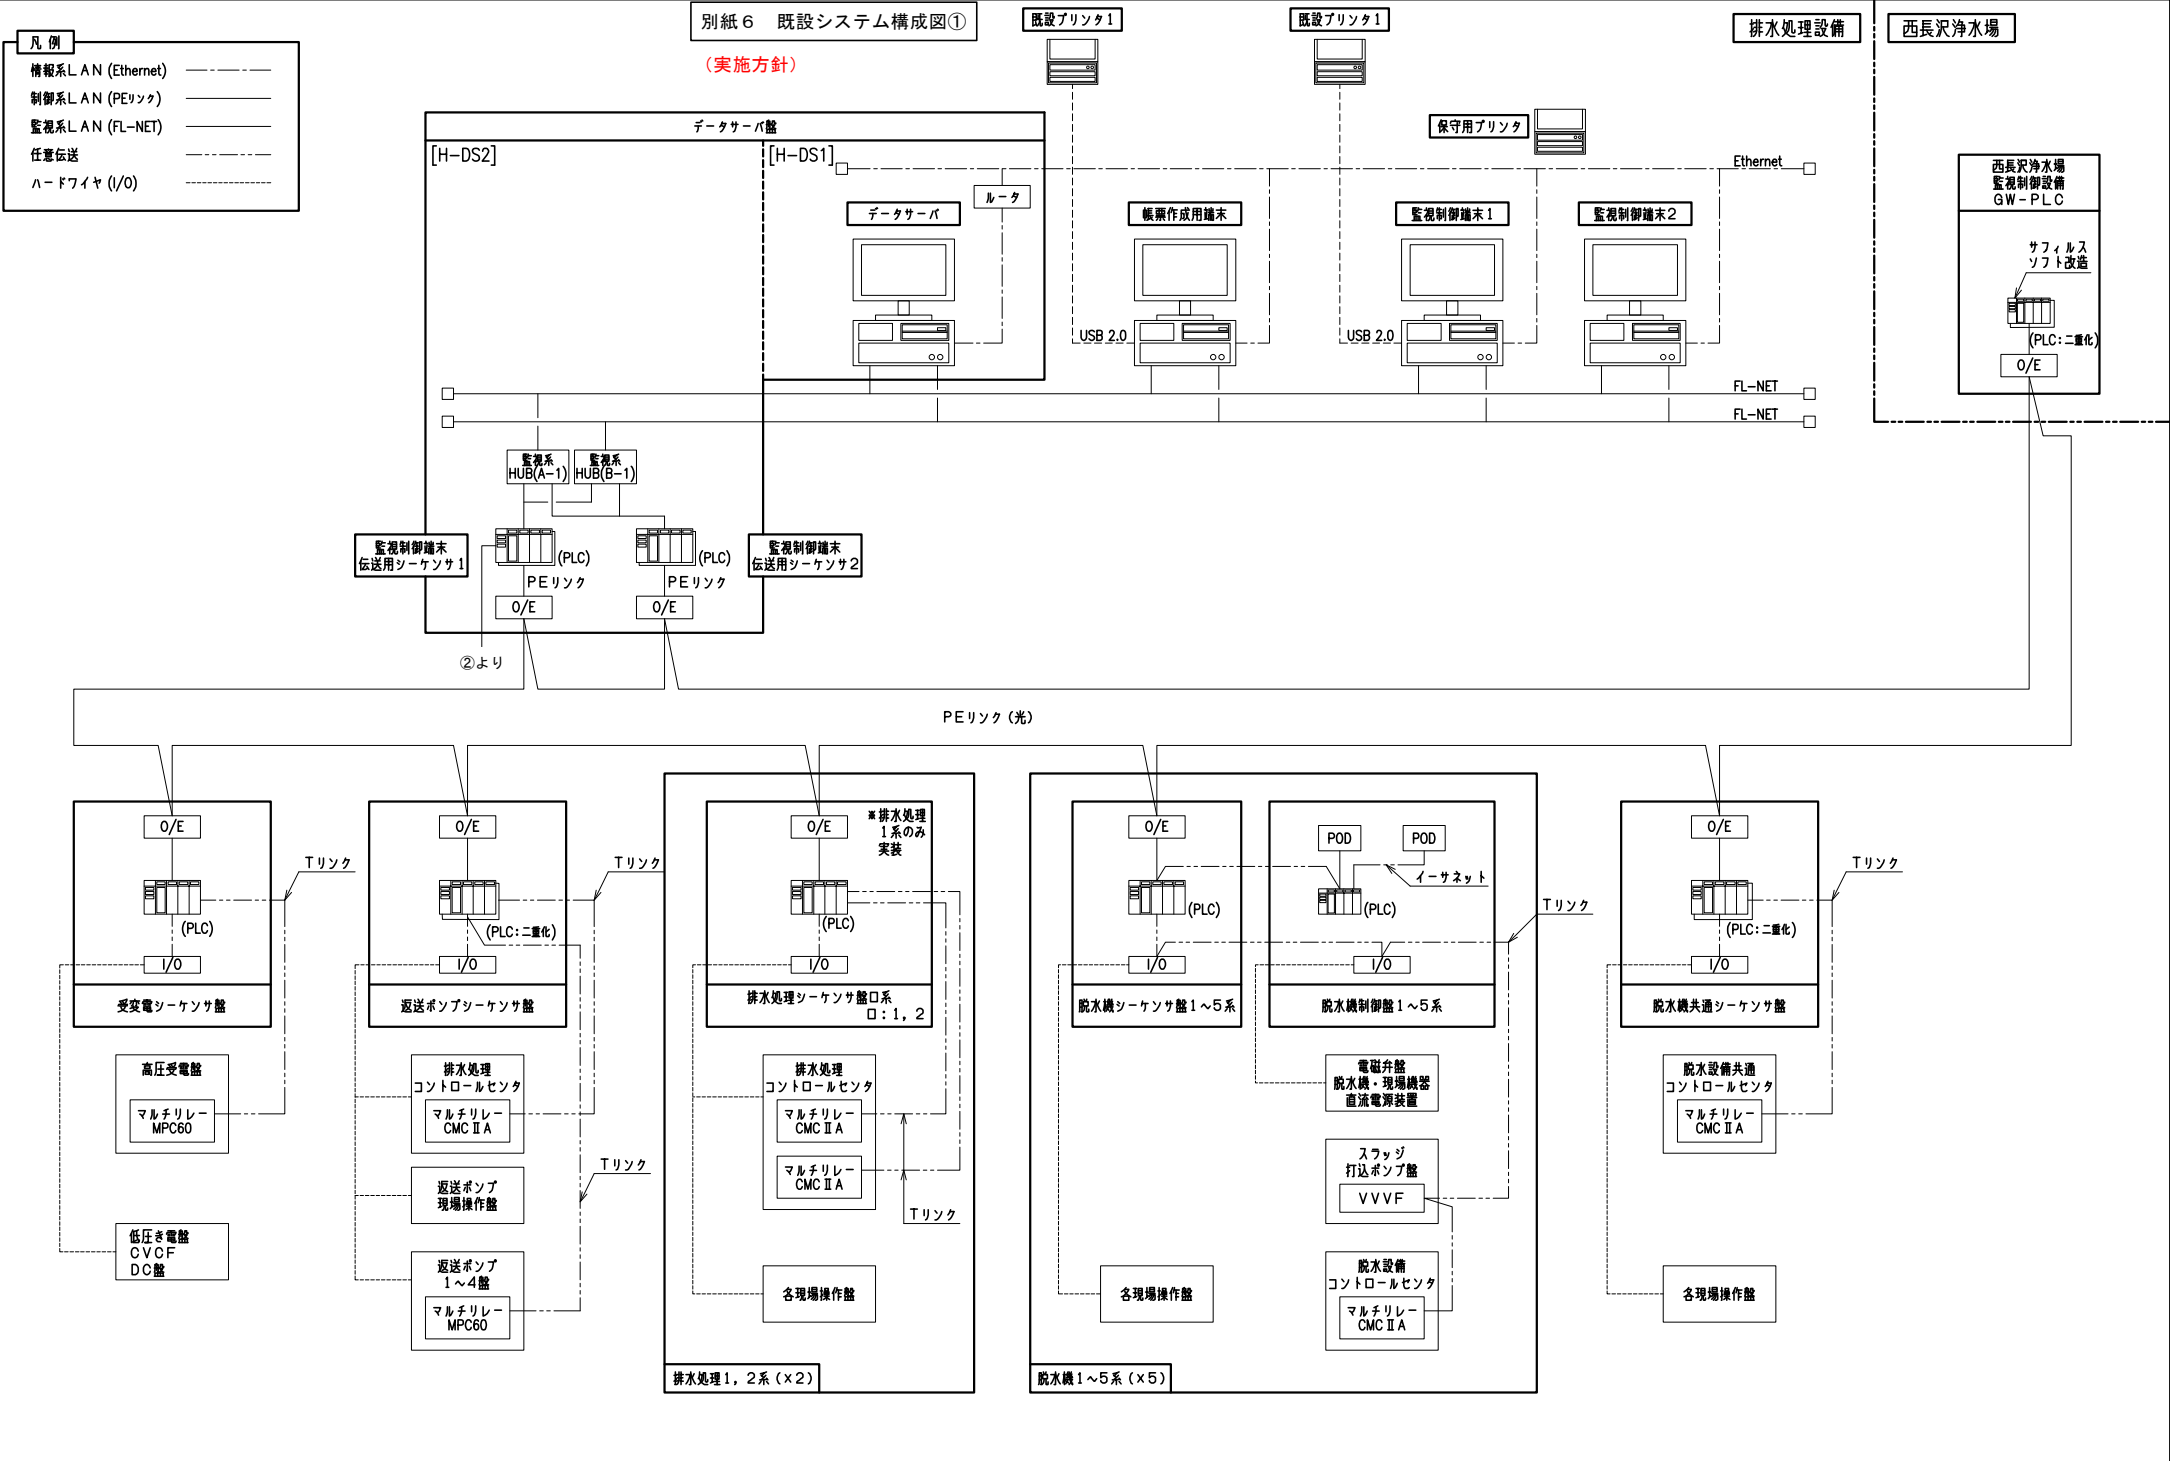 別紙６　既設システム構成図①
（実施方針）
凡 例
情報系ＬＡＮ (Ethernet)
制御系ＬＡＮ (PEリンク)
監視系ＬＡＮ (FL-NET)
任意伝送
ハードワイヤ (I/O)
既設プリンタ１
既設プリンタ１
排水処理設備
西長沢浄水場
保守用プリンタ
データサーバ盤
[H-DS2]
[H-DS1]
Ethernet
ルータ
データサーバ
帳票作成用端末
監視制御端末１
監視制御端末２
USB 2.0
USB 2.0
西長沢浄水場
監視制御設備
GW-PLC
サフィルス
ソフト改造
(PLC：二重化)
O/E
FL-NET
FL-NET
監視系
HUB(A-1)
監視系
HUB(B-1)
監視制御端末
伝送用シーケンサ１
(PLC)
(PLC)
監視制御端末
伝送用シーケンサ２
ＰＥリンク
ＰＥリンク
O/E
O/E
②より
ＰＥリンク（光）
O/E
Ｔリンク
(PLC)
I/O
受変電シーケンサ盤
高圧受電盤
マルチリレー
MPC60
低圧き電盤
ＣＶＣＦ
ＤＣ盤
O/E
Ｔリンク
(PLC：二重化)
I/O
返送ポンプシーケンサ盤
排水処理
コントロールセンタ
マルチリレー
CMCⅡA
Ｔリンク
返送ポンプ
現場操作盤
返送ポンプ
１～４盤
マルチリレー
MPC60
O/E
※排水処理
１系のみ
実装
(PLC)
I/O
排水処理シーケンサ盤口系
口：１，２
排水処理
コントロールセンタ
マルチリレー
CMCⅡA
マルチリレー
CMCⅡA
Ｔリンク
各現場操作盤
排水処理１，２系（×２）
O/E
(PLC)
I/O
脱水機シーケンサ盤１～５系
各現場操作盤
POD
POD
イーサネット
(PLC)
Ｔリンク
I/O
脱水機制御盤１～５系
電磁弁盤
脱水機・現場機器
直流電源装置
スラッジ
打込ポンプ盤
ＶＶＶＦ
脱水設備
コントロールセンタ
マルチリレー
CMCⅡA
脱水機１～５系（×５）
O/E
Ｔリンク
(PLC：二重化)
I/O
脱水機共通シーケンサ盤
脱水設備共通
コントロールセンタ
マルチリレー
CMCⅡA
各現場操作盤